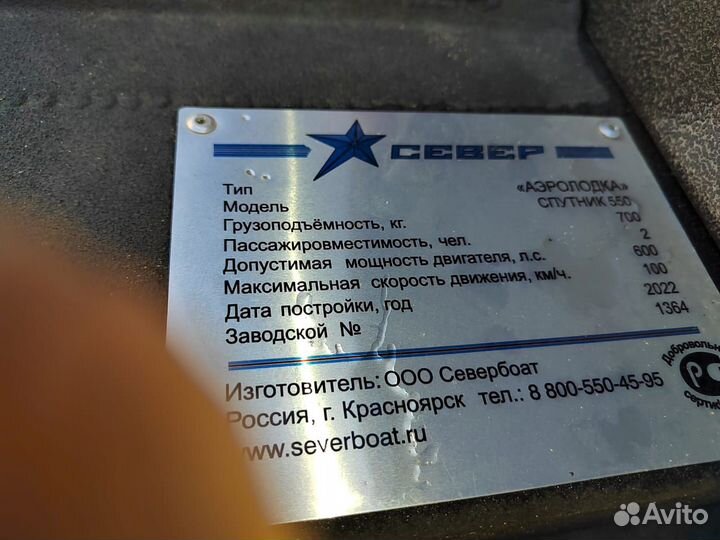 СЕВЕР
Тип «АЭРОЛОДКА»
Модель СПУТНИК 550
Грузоподъёмность, кг. 700
Пассажировместимость, чел. 2
Допустимая мощность двигателя, л.с. 600
Максимальная скорость движения, км/ч. 100
Дата постройки, год 2022
Заводской № 1364
Изготовитель: ООО Севербоат
Россия, г. Красноярск тел.: 8 800-550-45-95
www.severboat.ru
Avito